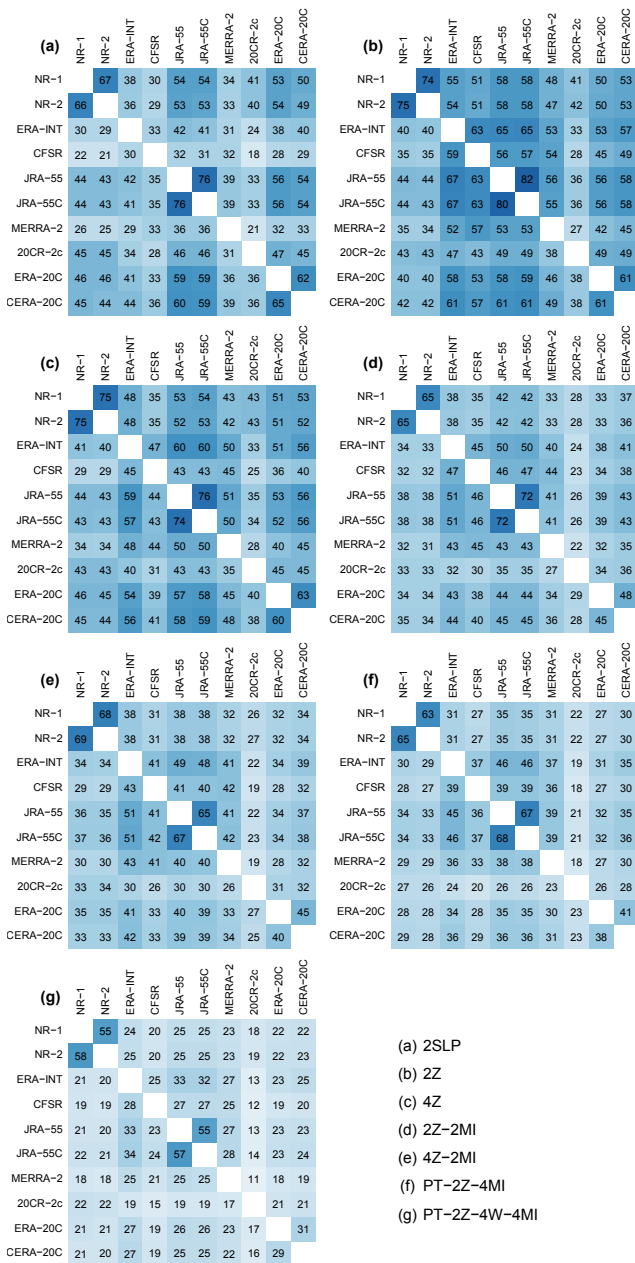 (a) NR−1 NR−2 ERA−INT CFSR JRA−55 JRA−55C MERRA−2 20CR−2c ERA−20C CERA−20C
NR−1 67 38 30 54 54 34 41 53 50
NR−2 66 36 29 53 53 33 40 54 49
ERA−INT 30 29 33 42 41 31 24 38 40
CFSR 22 21 30 32 31 32 18 28 29
JRA−55 44 43 42 35 76 39 33 56 54
JRA−55C 44 43 41 35 76 39 33 56 54
MERRA−2 26 25 29 33 36 36 21 32 33
20CR−2c 45 45 34 28 46 46 31 47 45
ERA−20C 46 46 41 33 59 59 36 36 62
CERA−20C 45 44 44 36 60 59 39 36 65
(b) NR−1 NR−2 ERA−INT CFSR JRA−55 JRA−55C MERRA−2 20CR−2c ERA−20C CERA−20C
NR−1 74 55 51 58 58 48 41 50 53
NR−2 75 54 51 58 58 47 42 50 53
ERA−INT 40 40 63 65 65 53 33 53 57
CFSR 35 35 59 56 57 54 28 45 49
JRA−55 44 44 67 63 82 56 36 56 58
JRA−55C 44 43 67 63 80 55 36 56 58
MERRA−2 35 34 52 57 53 53 27 42 45
20CR−2c 43 43 47 43 49 49 38 49 49
ERA−20C 40 40 58 53 58 59 49 36 61
CERA−20C 42 42 61 57 61 61 49 38 61
(c) NR−1 NR−2 ERA−INT CFSR JRA−55 JRA−55C MERRA−2 20CR−2c ERA−20C CERA−20C
NR−1 75 48 35 53 54 43 43 51 53
NR−2 75 48 35 52 53 42 43 51 52
ERA−INT 41 40 47 60 60 50 33 51 56
CFSR 29 29 45 43 43 45 25 36 40
JRA−55 44 43 59 44 76 51 35 53 56
JRA−55C 43 43 57 43 74 50 34 52 56
MERRA−2 34 34 48 44 50 50 28 40 45
20CR−2c 43 43 40 31 43 43 35 45 45
ERA−20C 46 45 54 39 57 58 45 40 63
CERA−20C 45 44 56 41 58 59 48 38 60
(d) NR−1 NR−2 ERA−INT CFSR JRA−55 JRA−55C MERRA−2 20CR−2c ERA−20C CERA−20C
NR−1 65 38 35 42 42 33 28 33 37
NR−2 65 38 35 42 42 33 28 33 36
ERA−INT 34 33 45 50 50 40 24 38 41
CFSR 32 32 47 46 47 44 23 34 38
JRA−55 38 38 51 46 72 41 26 39 43
JRA−55C 38 38 51 46 72 41 26 39 43
MERRA−2 32 31 43 45 43 43 22 32 35
20CR−2c 33 33 32 30 35 35 27 34 36
ERA−20C 34 34 43 38 44 44 34 29 48
CERA−20C 35 34 44 40 45 45 36 28 45
(e) NR−1 NR−2 ERA−INT CFSR JRA−55 JRA−55C MERRA−2 20CR−2c ERA−20C CERA−20C
NR−1 68 38 31 38 38 32 26 32 34
NR−2 69 38 31 38 38 32 27 32 34
ERA−INT 34 34 41 49 48 41 22 34 39
CFSR 29 29 43 41 40 42 19 28 32
JRA−55 36 35 51 41 65 41 22 34 37
JRA−55C 37 36 51 42 67 42 23 34 38
MERRA−2 30 30 43 41 40 40 19 28 32
20CR−2c 33 34 30 26 30 30 26 31 32
ERA−20C 35 35 41 33 40 39 33 27 45
CERA−20C 33 33 42 33 39 39 34 25 40
(f) NR−1 NR−2 ERA−INT CFSR JRA−55 JRA−55C MERRA−2 20CR−2c ERA−20C CERA−20C
NR−1 63 31 27 35 35 31 22 27 30
NR−2 65 31 27 35 35 31 22 27 30
ERA−INT 30 29 37 46 46 37 19 31 35
CFSR 28 27 39 39 39 36 18 27 30
JRA−55 34 33 45 36 67 39 21 32 35
JRA−55C 34 33 46 37 68 39 21 32 36
MERRA−2 29 29 36 33 38 38 18 27 30
20CR−2c 27 26 24 20 26 26 23 26 28
ERA−20C 28 28 34 28 35 35 30 23 41
CERA−20C 29 28 36 29 36 36 31 23 38
(g) NR−1 NR−2 ERA−INT CFSR JRA−55 JRA−55C MERRA−2 20CR−2c ERA−20C CERA−20C
NR−1 55 24 20 25 25 23 18 22 22
NR−2 58 25 20 25 25 23 19 22 23
ERA−INT 21 20 25 33 32 27 13 23 25
CFSR 19 19 28 27 27 25 12 19 20
JRA−55 21 20 33 23 55 27 13 23 24
JRA−55C 22 21 34 24 57 28 14 23 24
MERRA−2 18 18 25 21 25 25 11 18 19
20CR−2c 22 22 19 15 19 19 17 21 21
ERA−20C 21 21 27 19 26 26 23 17 31
CERA−20C 21 20 27 19 25 25 22 16 29
(a) 2SLP
(b) 2Z
(c) 4Z
(d) 2Z−2MI
(e) 4Z−2MI
(f) PT−2Z−4MI
(g) PT−2Z−4W−4MI